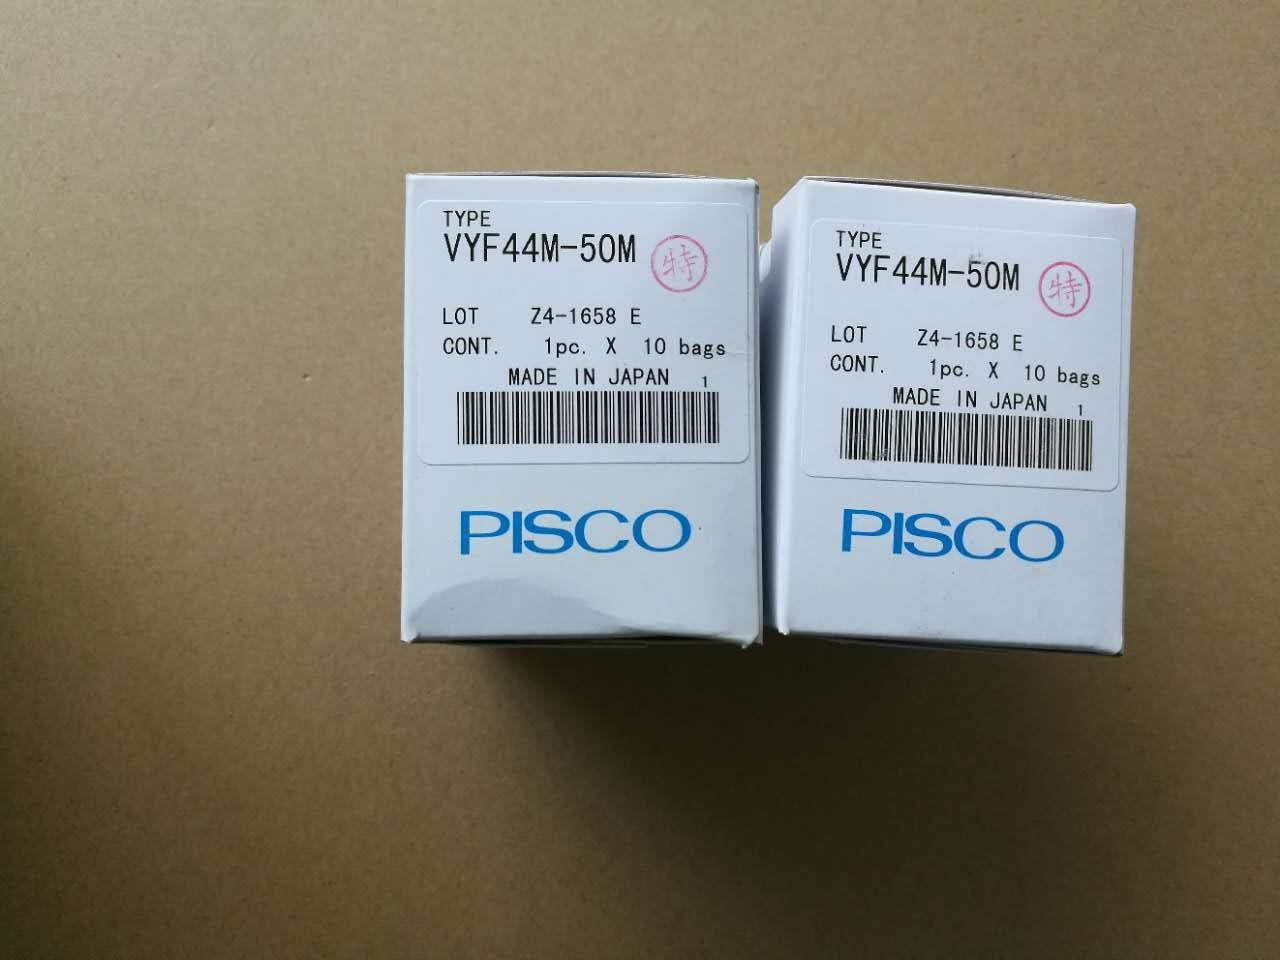 TYPE
VYF44M-50M
特
LOT Z4-1658 E
CONT. 1pc. X 10 bags
MADE IN JAPAN 1
PISCO
TYPE
VYF44M-50M
特
LOT Z4-1658 E
CONT. 1pc. X 10 bags
MADE IN JAPAN 1
PISCO